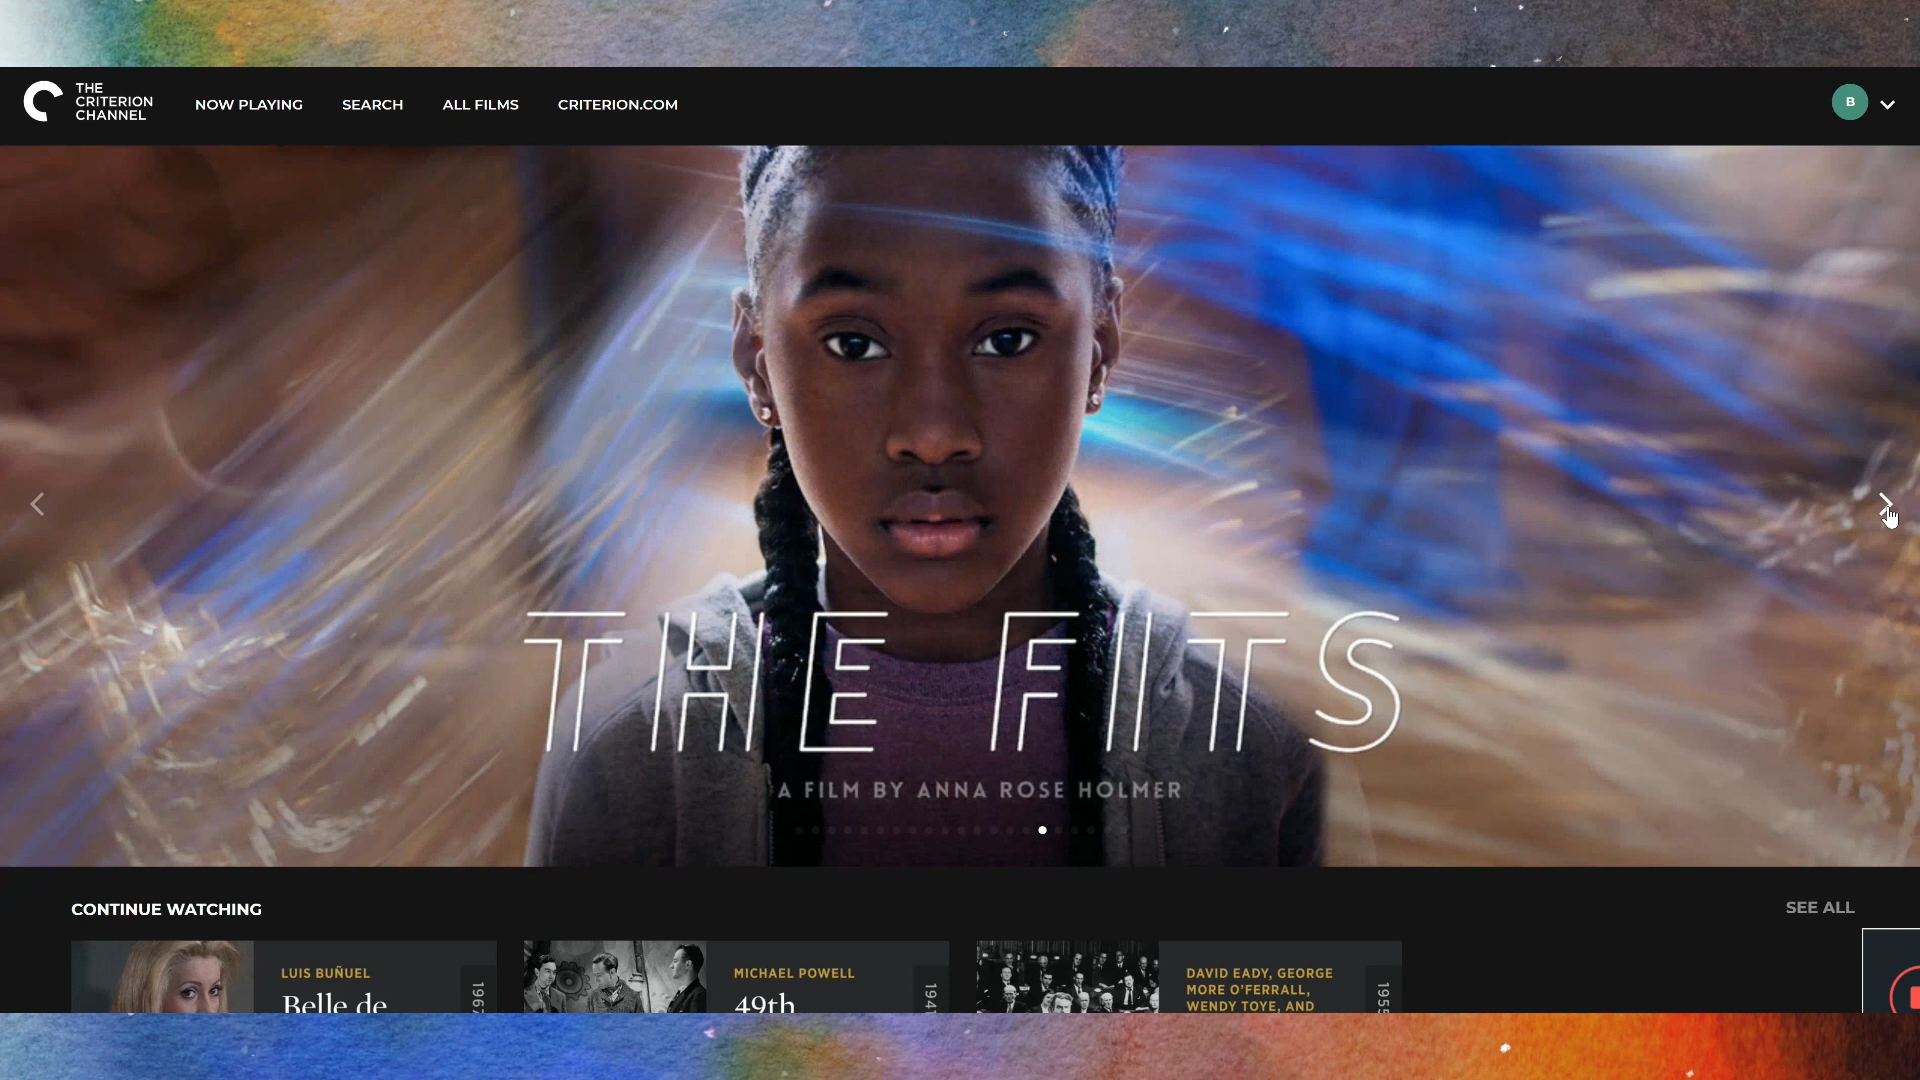 THE
CRITERION
CHANNEL
NOW PLAYING
SEARCH
ALL FILMS
CRITERION.COM
B
THE FITS
A FILM BY ANNA ROSE HOLMER
CONTINUE WATCHING
SEE ALL
LUIS BUÑUEL
Belle de
MICHAEL POWELL
49th
DAVID EADY, GEORGE
MORE O'FERRALL,
WENDY TOYE, AND